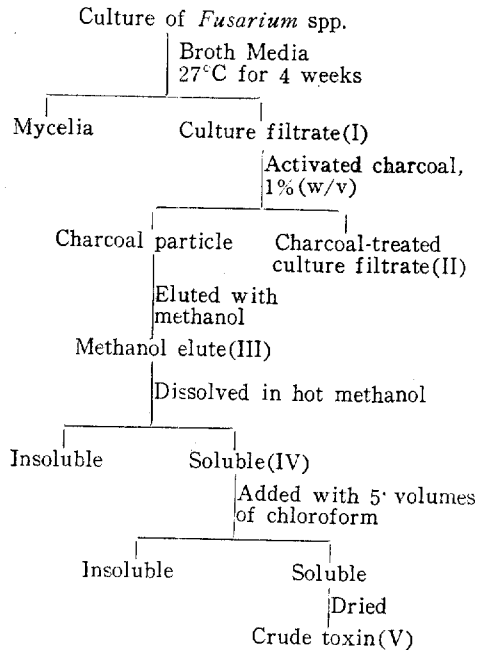 Culture of Fusarium spp.
Broth Media
27°C for 4 weeks
Mycelia
Culture filtrate(I)
Activated charcoal,
1%(w/v)
Charcoal particle
Charcoal-treated
culture filtrate(II)
Eluted with
methanol
Methanol elute(III)
Dissolved in hot methanol
Insoluble
Soluble(IV)
Added with 5 volumes
of chloroform
Insoluble
Soluble
Dried
Crude toxin(V)